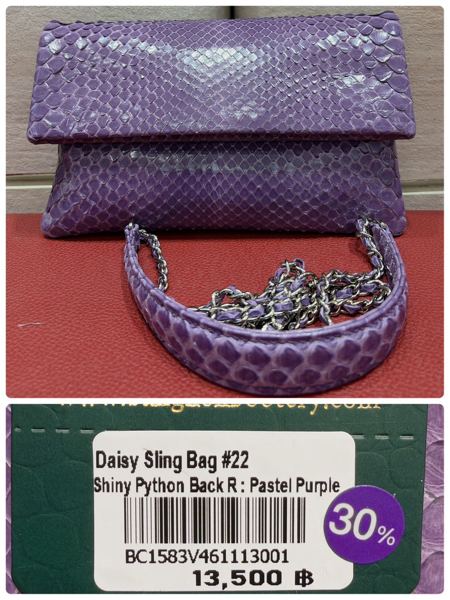 Daisy Sling Bag #22
Shiny Python Back R : Pastel Purple
30%
BC1583V461113001
13,500 ฿